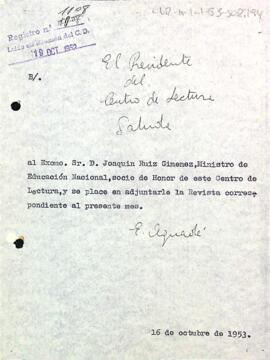 1108
Registro nº
Leído en        del C.D.
19 OCT 1953
B/.
El Presidente
del
Centro de Lectura
Saluda
al Excmo. Sr. D. Joaquin Ruiz Gimenez,Ministro de
Educación Nacional,socio de Honor de este Centro de
Lectura,y se place en adjuntarle la Revista corres-
pondiente al presente mes.
E. Aguadé
16 de octubre de 1953.